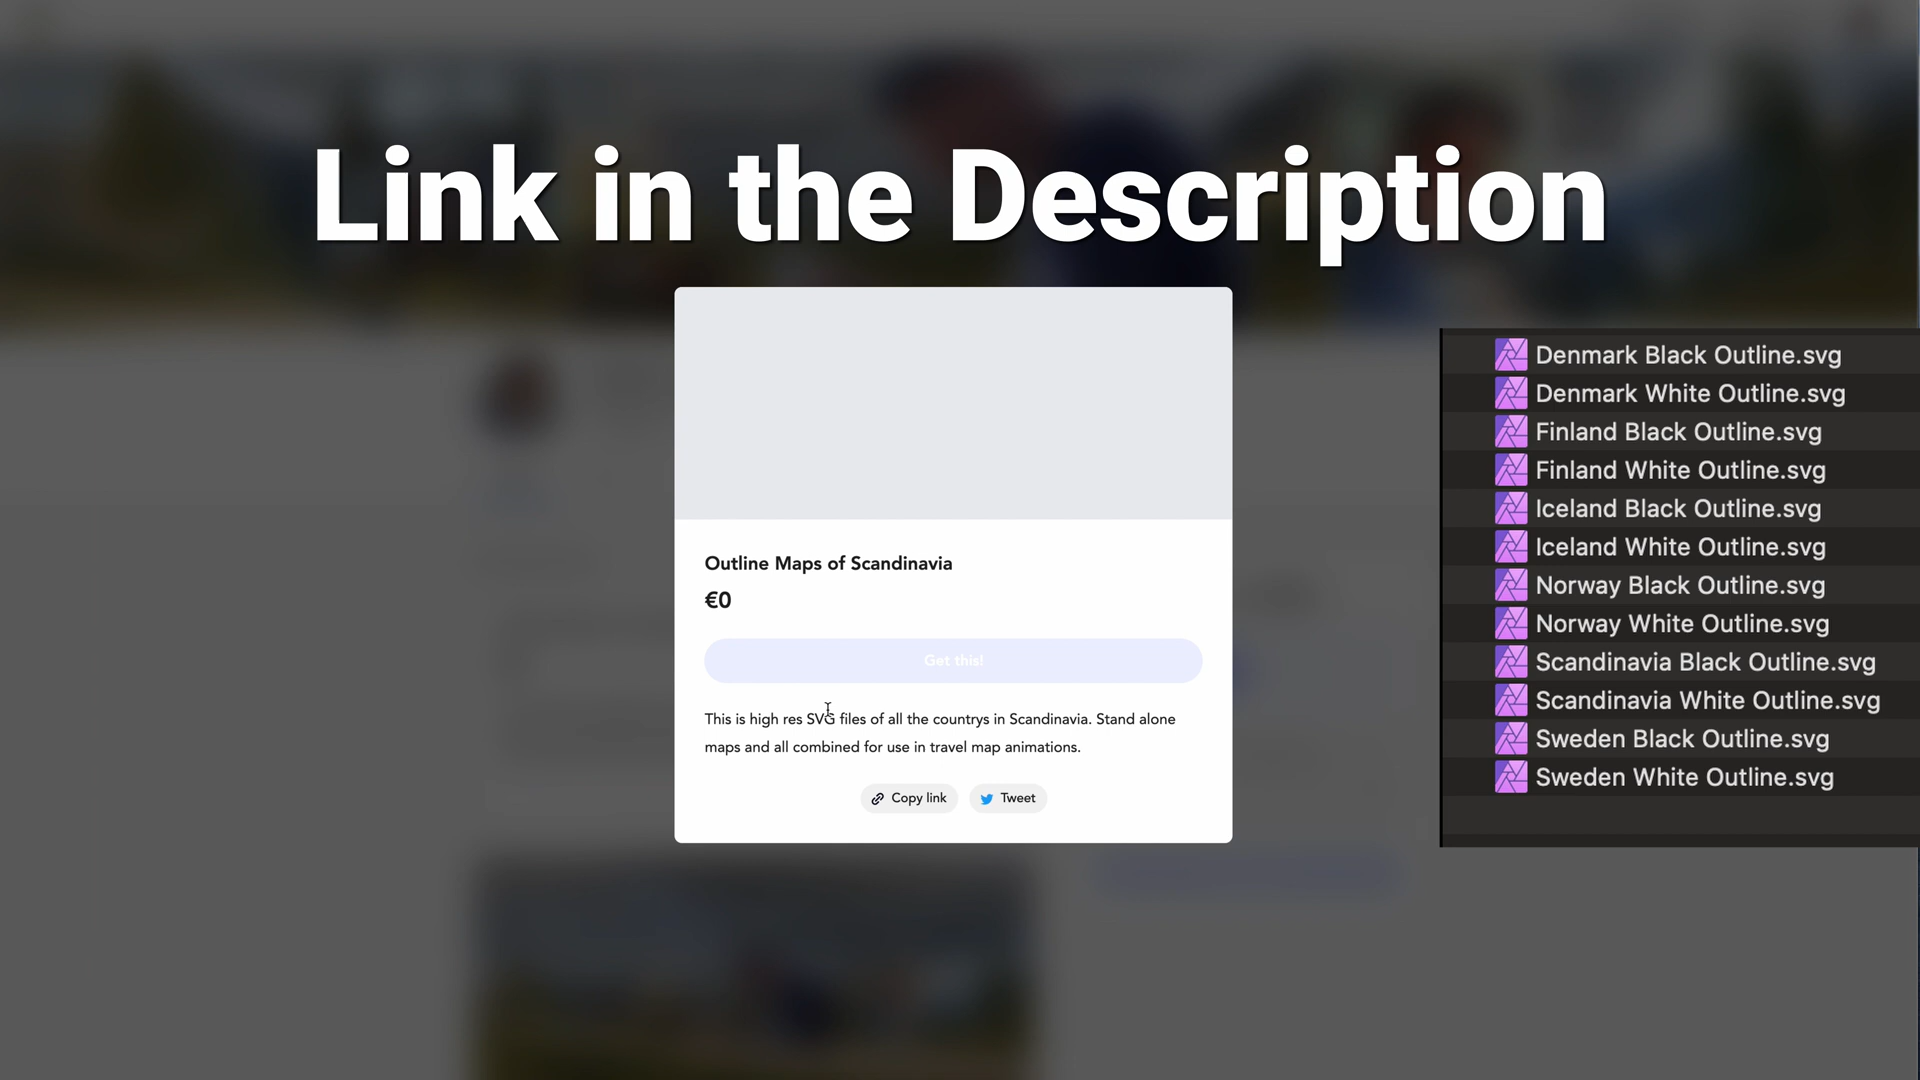 Link in the Description
Outline Maps of Scandinavia
€0
Get this!
This is high res SVG files of all the countrys in Scandinavia. Stand alone
maps and all combined for use in travel map animations.
Copy link
Tweet
Denmark Black Outline.svg
Denmark White Outline.svg
Finland Black Outline.svg
Finland White Outline.svg
Iceland Black Outline.svg
Iceland White Outline.svg
Norway Black Outline.svg
Norway White Outline.svg
Scandinavia Black Outline.svg
Scandinavia White Outline.svg
Sweden Black Outline.svg
Sweden White Outline.svg